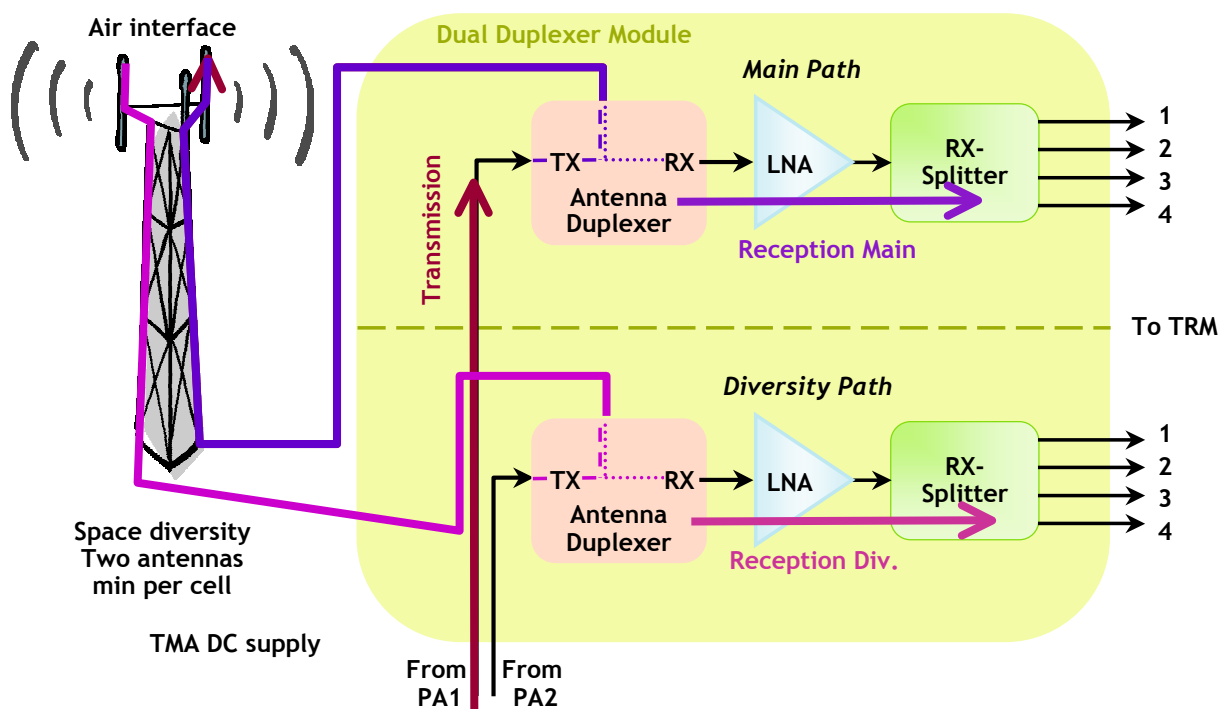 Air interface
Dual Duplexer Module
Main Path
TX
RX
Antenna
Duplexer
LNA
RX-
Splitter
1
2
3
4
Transmission
Reception Main
To TRM
Diversity Path
TX
RX
Antenna
Duplexer
LNA
RX-
Splitter
1
2
3
4
Reception Div.
Space diversity
Two antennas
min per cell
TMA DC supply
From
PA1
From
PA2